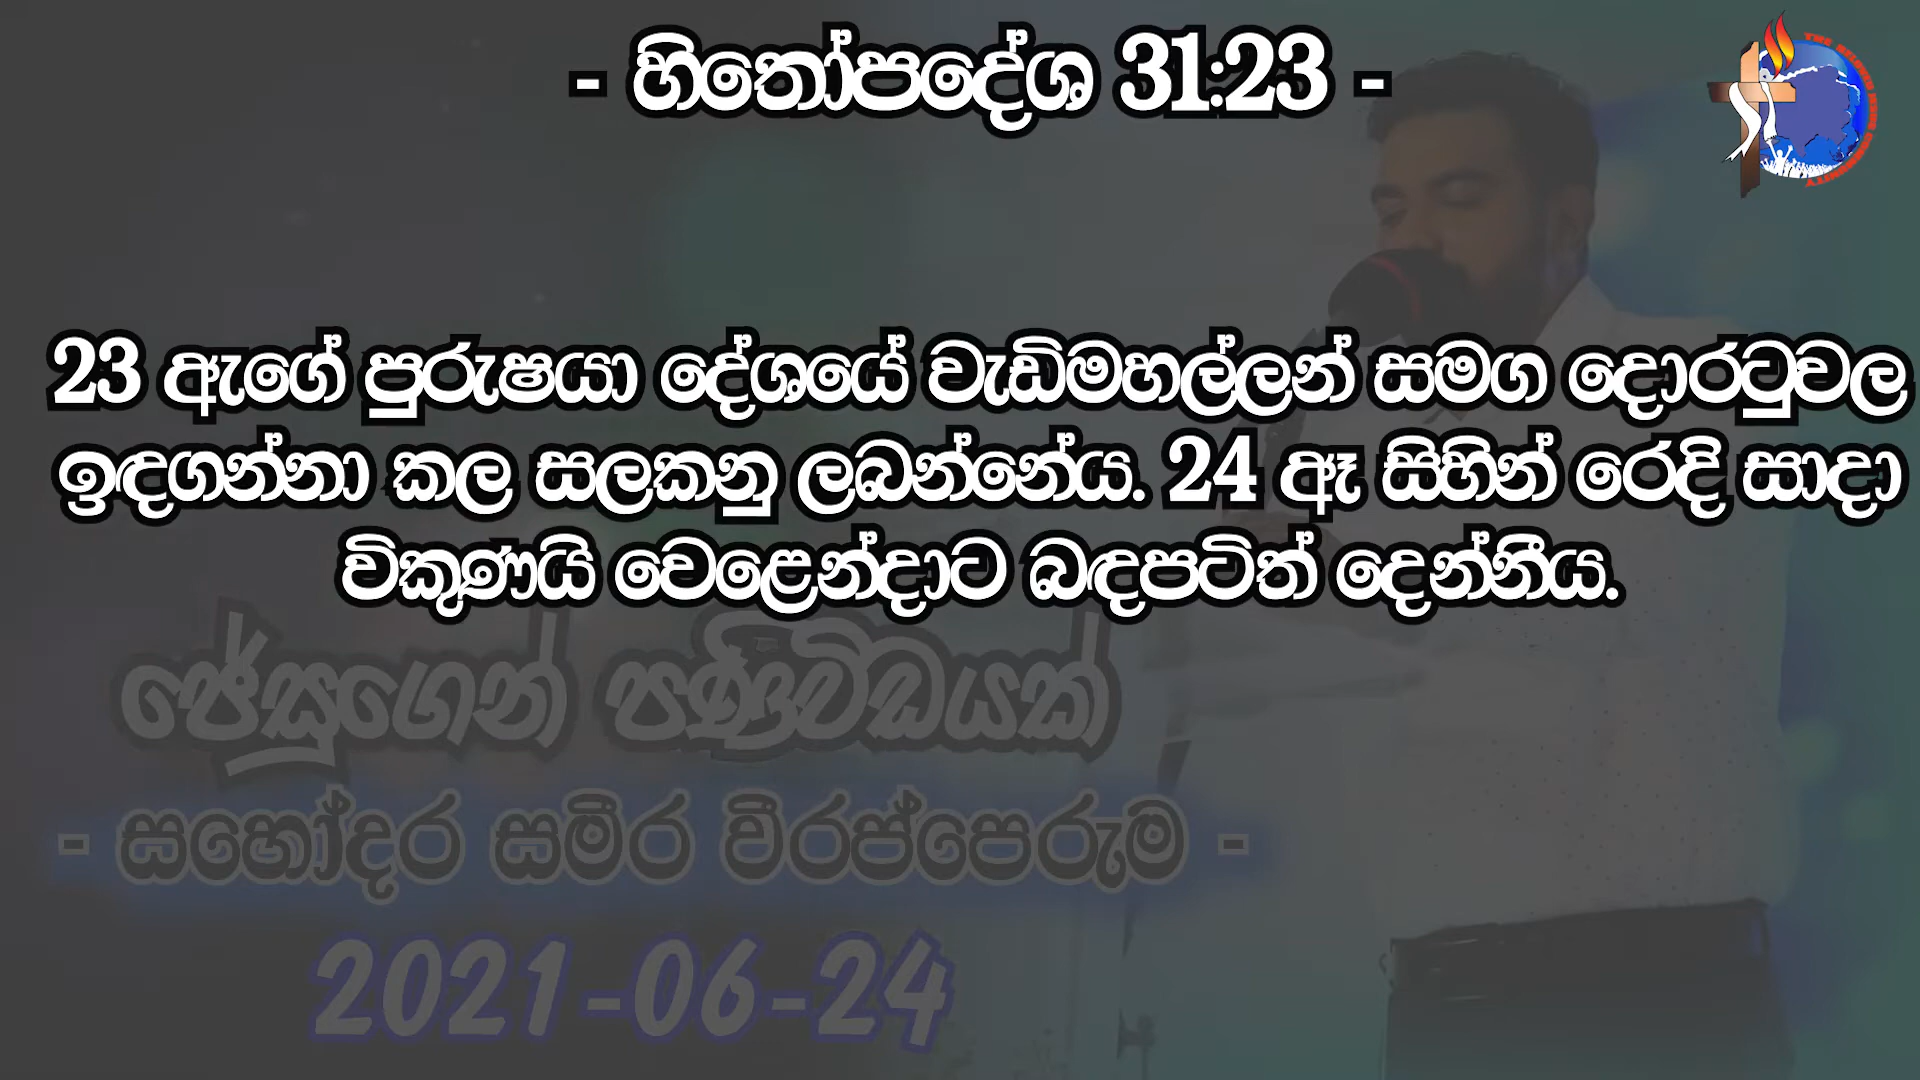 - හිතෝපදේශ 31:23 -
23 ඇගේ පුරුෂයා දේශයේ වැඩිමහල්ලන් සමග දොරටුවල
ඉඳගන්නා කල සලකනු ලබන්නේය. 24 ඈ සිහින් රෙදි සාදා
විකුණයි වෙළෙන්දාට බඳපටිත් දෙන්නීය.
ජේසුගෙන් පණිවිඩයක්
- සහෝදර සමීර වීරප්පෙරුම -
2021-06-24